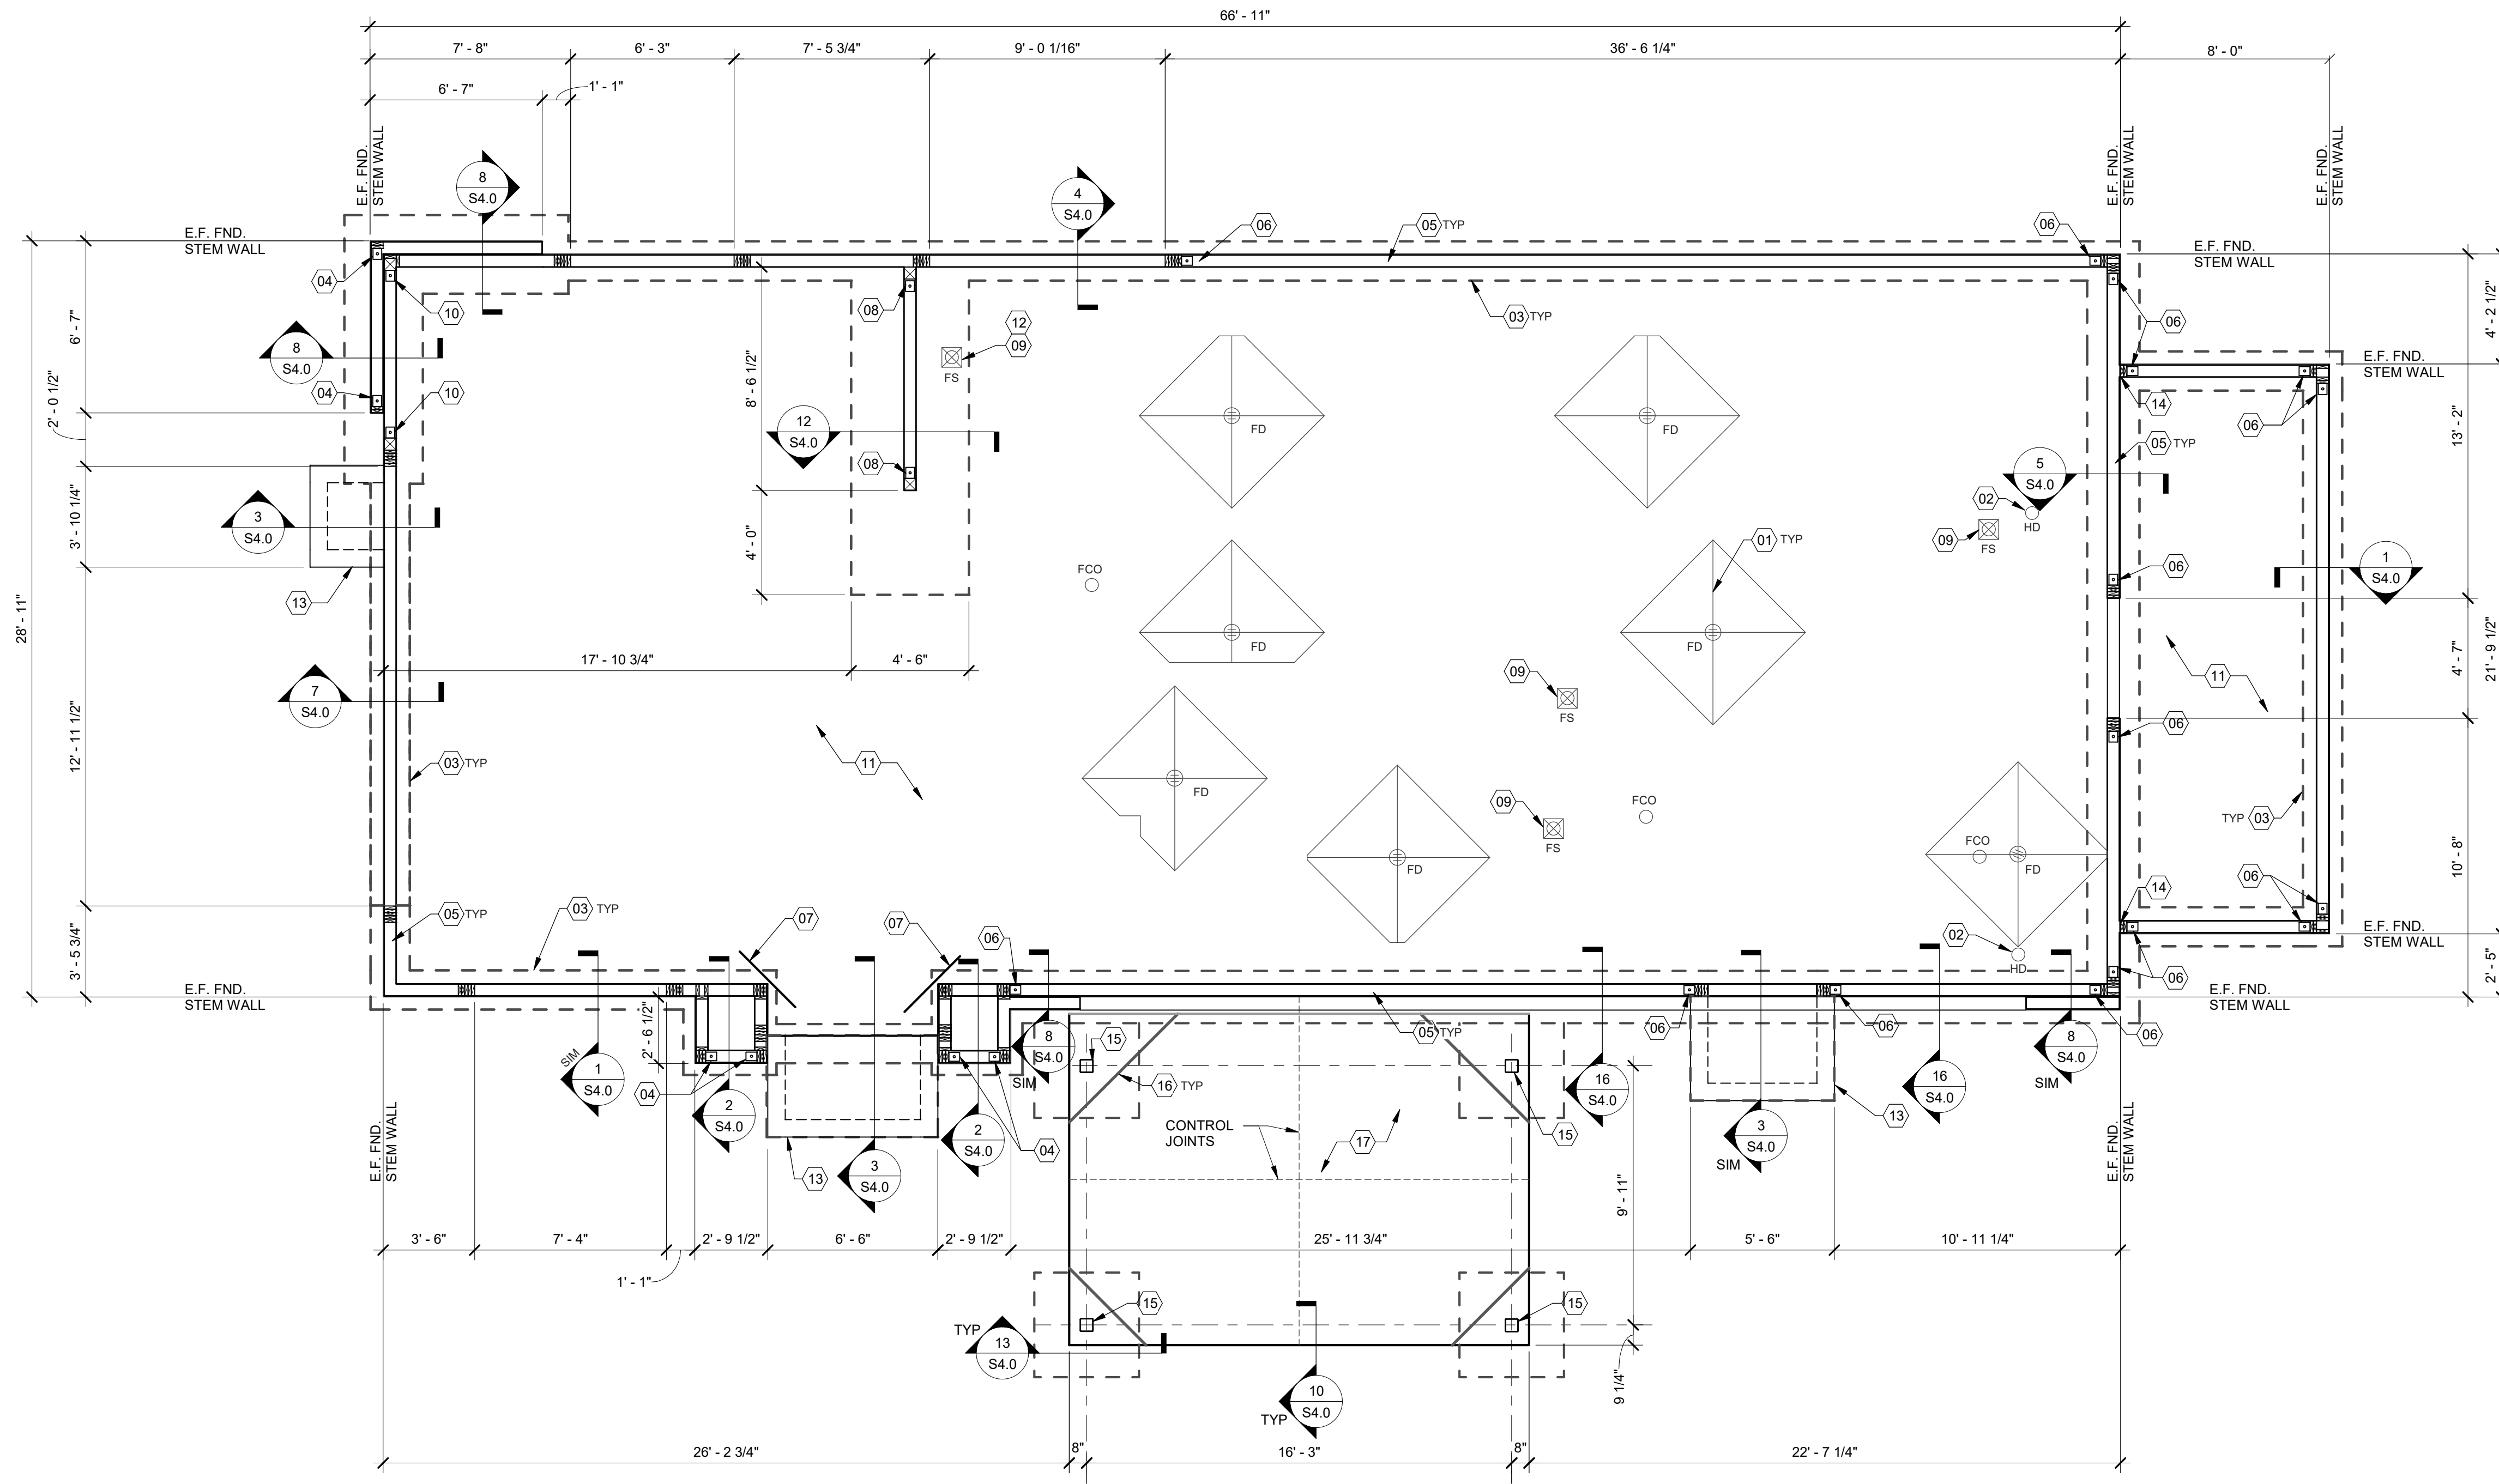 66' - 11"
7' - 8"
6' - 3"
7' - 5 3/4"
9' - 0 1/16"
36' - 6 1/4"
8' - 0"
6' - 7"
1' - 1"
E.F. FND.
STEM WALL
E.F. FND.
STEM WALL
E.F. FND.
STEM WALL
8
S4.0
4
S4.0
E.F. FND.
STEM WALL
06
05 TYP
06
E.F. FND.
STEM WALL
04
10
08
12
09
FS
03 TYP
06
4' - 2 1/2"
6' - 7"
8
S4.0
8' - 6 1/2"
E.F. FND.
STEM WALL
2' - 0 1/2"
04
10
12
S4.0
08
FD
FD
14
06
05 TYP
13' - 2"
5
S4.0
3' - 10 1/4"
3
S4.0
02
HD
09
FS
4' - 0"
01 TYP
FCO
06
1
S4.0
13
28' - 11"
FD
FD
17' - 10 3/4"
4' - 6"
09
FS
11
4' - 7"
21' - 9 1/2"
7
S4.0
12' - 11 1/2"
03 TYP
11
06
FD
09
FS
FCO
TYP 03
FCO
FD
FD
10' - 8"
06
14
05 TYP
03 TYP
07
07
06
02
HD
E.F. FND.
STEM WALL
3' - 5 3/4"
06
2' - 5"
E.F. FND.
STEM WALL
E.F. FND.
STEM WALL
2' - 6 1/2"
SIM
1
S4.0
04
2
S4.0
8
S4.0
SIM
15
16 TYP
05 TYP
06
06
06
8
S4.0
SIM
16
S4.0
16
S4.0
13
3
S4.0
SIM
2
S4.0
04
CONTROL
JOINTS
17
15
E.F. FND.
STEM WALL
E.F. FND.
STEM WALL
13
3
S4.0
9' - 11"
3' - 6"
7' - 4"
2' - 9 1/2"
6' - 6"
2' - 9 1/2"
25' - 11 3/4"
5' - 6"
10' - 11 1/4"
1' - 1"
15
15
TYP
13
S4.0
10
S4.0
TYP
9 1/4"
26' - 2 3/4"
8"
16' - 3"
8"
22' - 7 1/4"